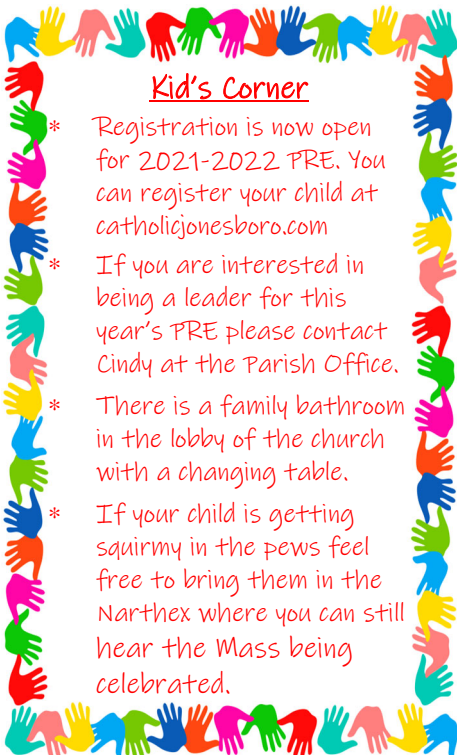 Kid's Corner
* Registration is now open
for 2021-2022 PRE. You
can register your child at
catholicjonesboro.com
* If you are interested in
being a leader for this
year's PRE please contact
Cindy at the Parish Office.
* There is a family bathroom
in the lobby of the church
with a changing table.
* If your child is getting
squirmy in the pews feel
free to bring them in the
Narthex where you can still
hear the Mass being
celebrated.